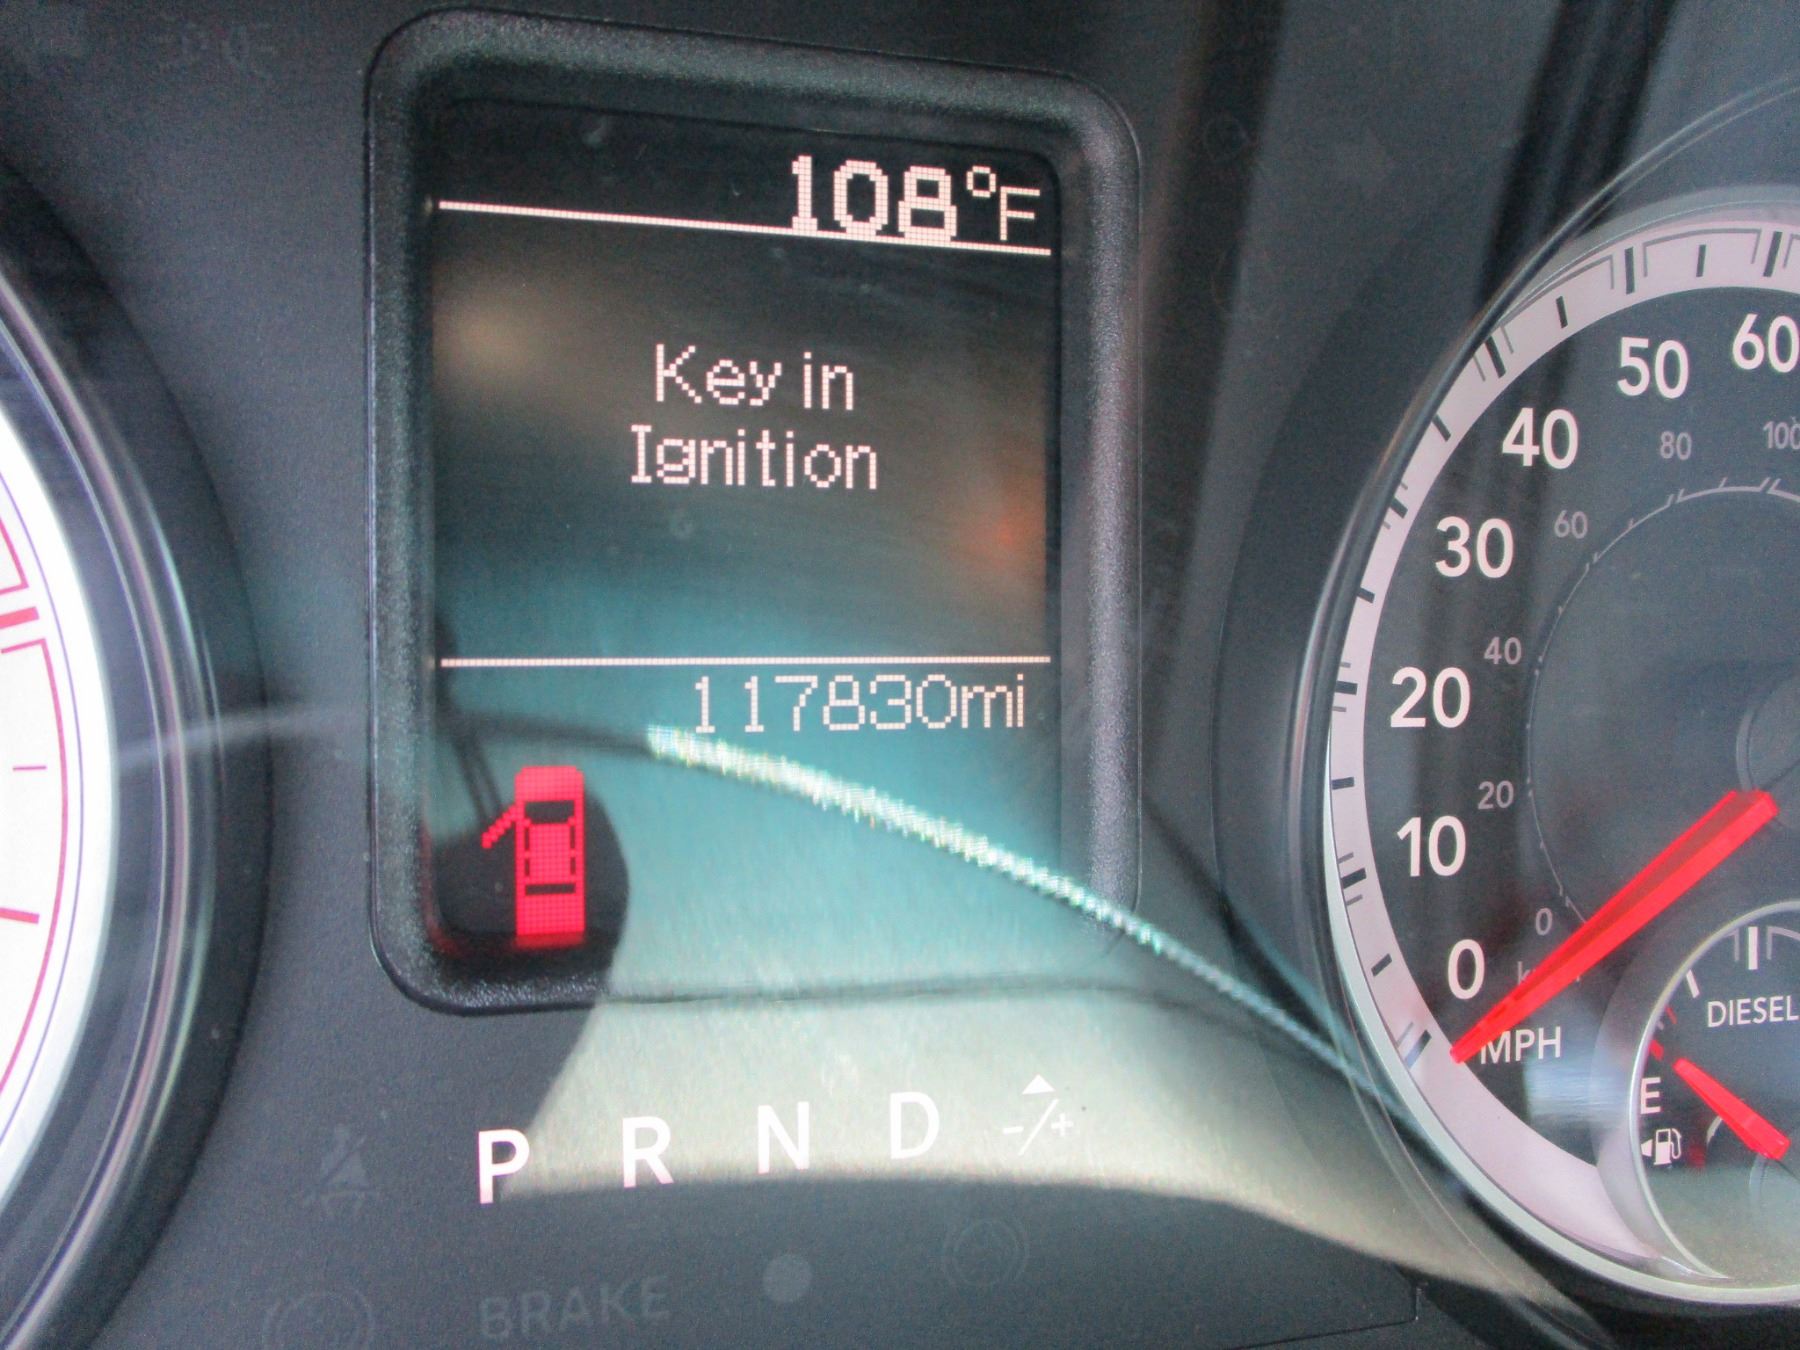 108°F
Key in
Ignition
117830mi
P R N D -/+
BRAKE
60
50
40
30
20
10
0
MPH
100
80
60
40
20
0
DIESEL
E